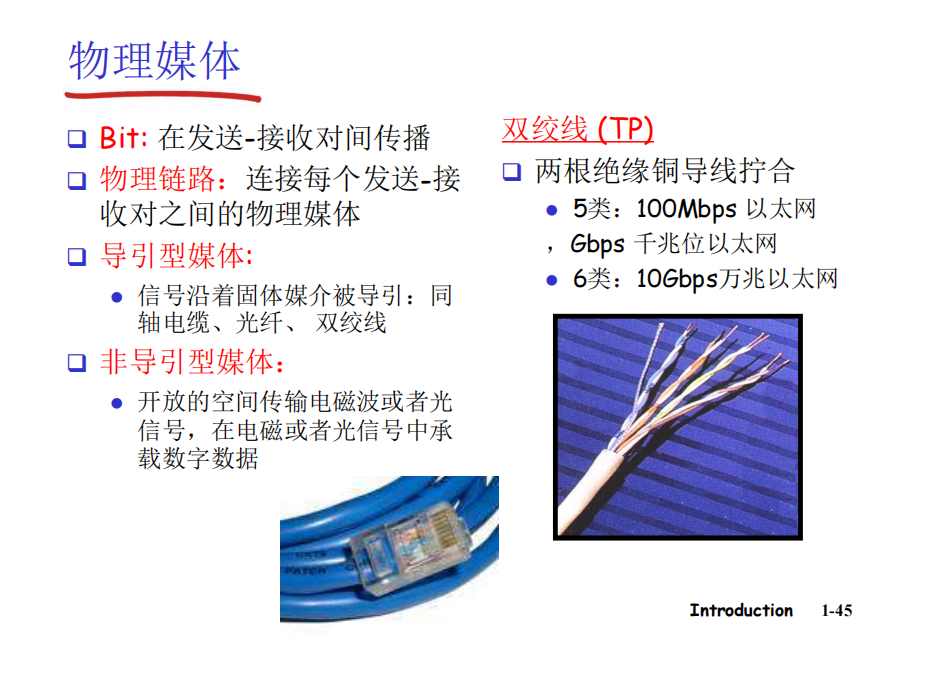 物理媒体
Bit: 在发送-接收对间传播
物理链路：连接每个发送-接
收对之间的物理媒体
导引型媒体:
信号沿着固体媒介被导引：同
轴电缆、光纤、 双绞线
非导引型媒体：
开放的空间传输电磁波或者光
信号，在电磁或者光信号中承
载数字数据
双绞线 (TP)
两根绝缘铜导线拧合
5类：100Mbps 以太网
，Gbps 千兆位以太网
6类：10Gbps万兆以太网
DATA
PATCH
Introduction 1-45